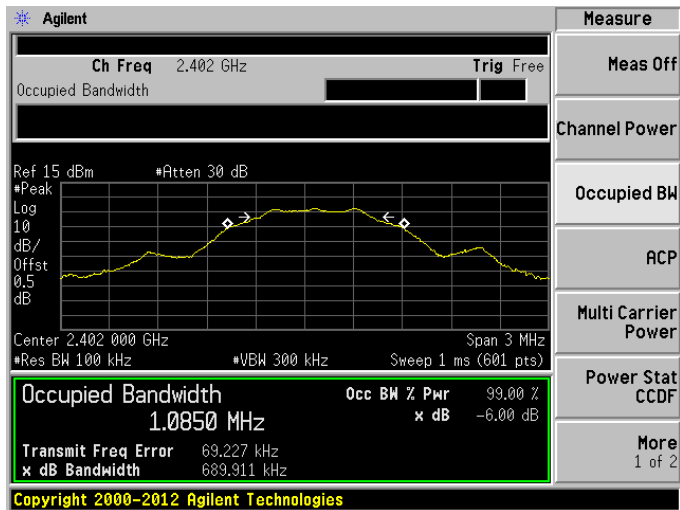 Agilent
Measure
Ch Freq 2.402 GHz Trig Free
Occupied Bandwidth
Meas Off
Channel Power
Occupied BW
ACP
Multi Carrier
Power
Power Stat
CCDF
More
1 of 2
Ref 15 dBm #Atten 30 dB
#Peak
Log
10
dB/
Offst
0.5
dB
Center 2.402 000 GHz Span 3 MHz
#Res BW 100 kHz #VBW 300 kHz Sweep 1 ms (601 pts)
Occupied Bandwidth Occ BW % Pwr 99.00 %
1.0850 MHz x dB -6.00 dB
Transmit Freq Error 69.227 kHz
x dB Bandwidth 689.911 kHz
Copyright 2000-2012 Agilent Technologies